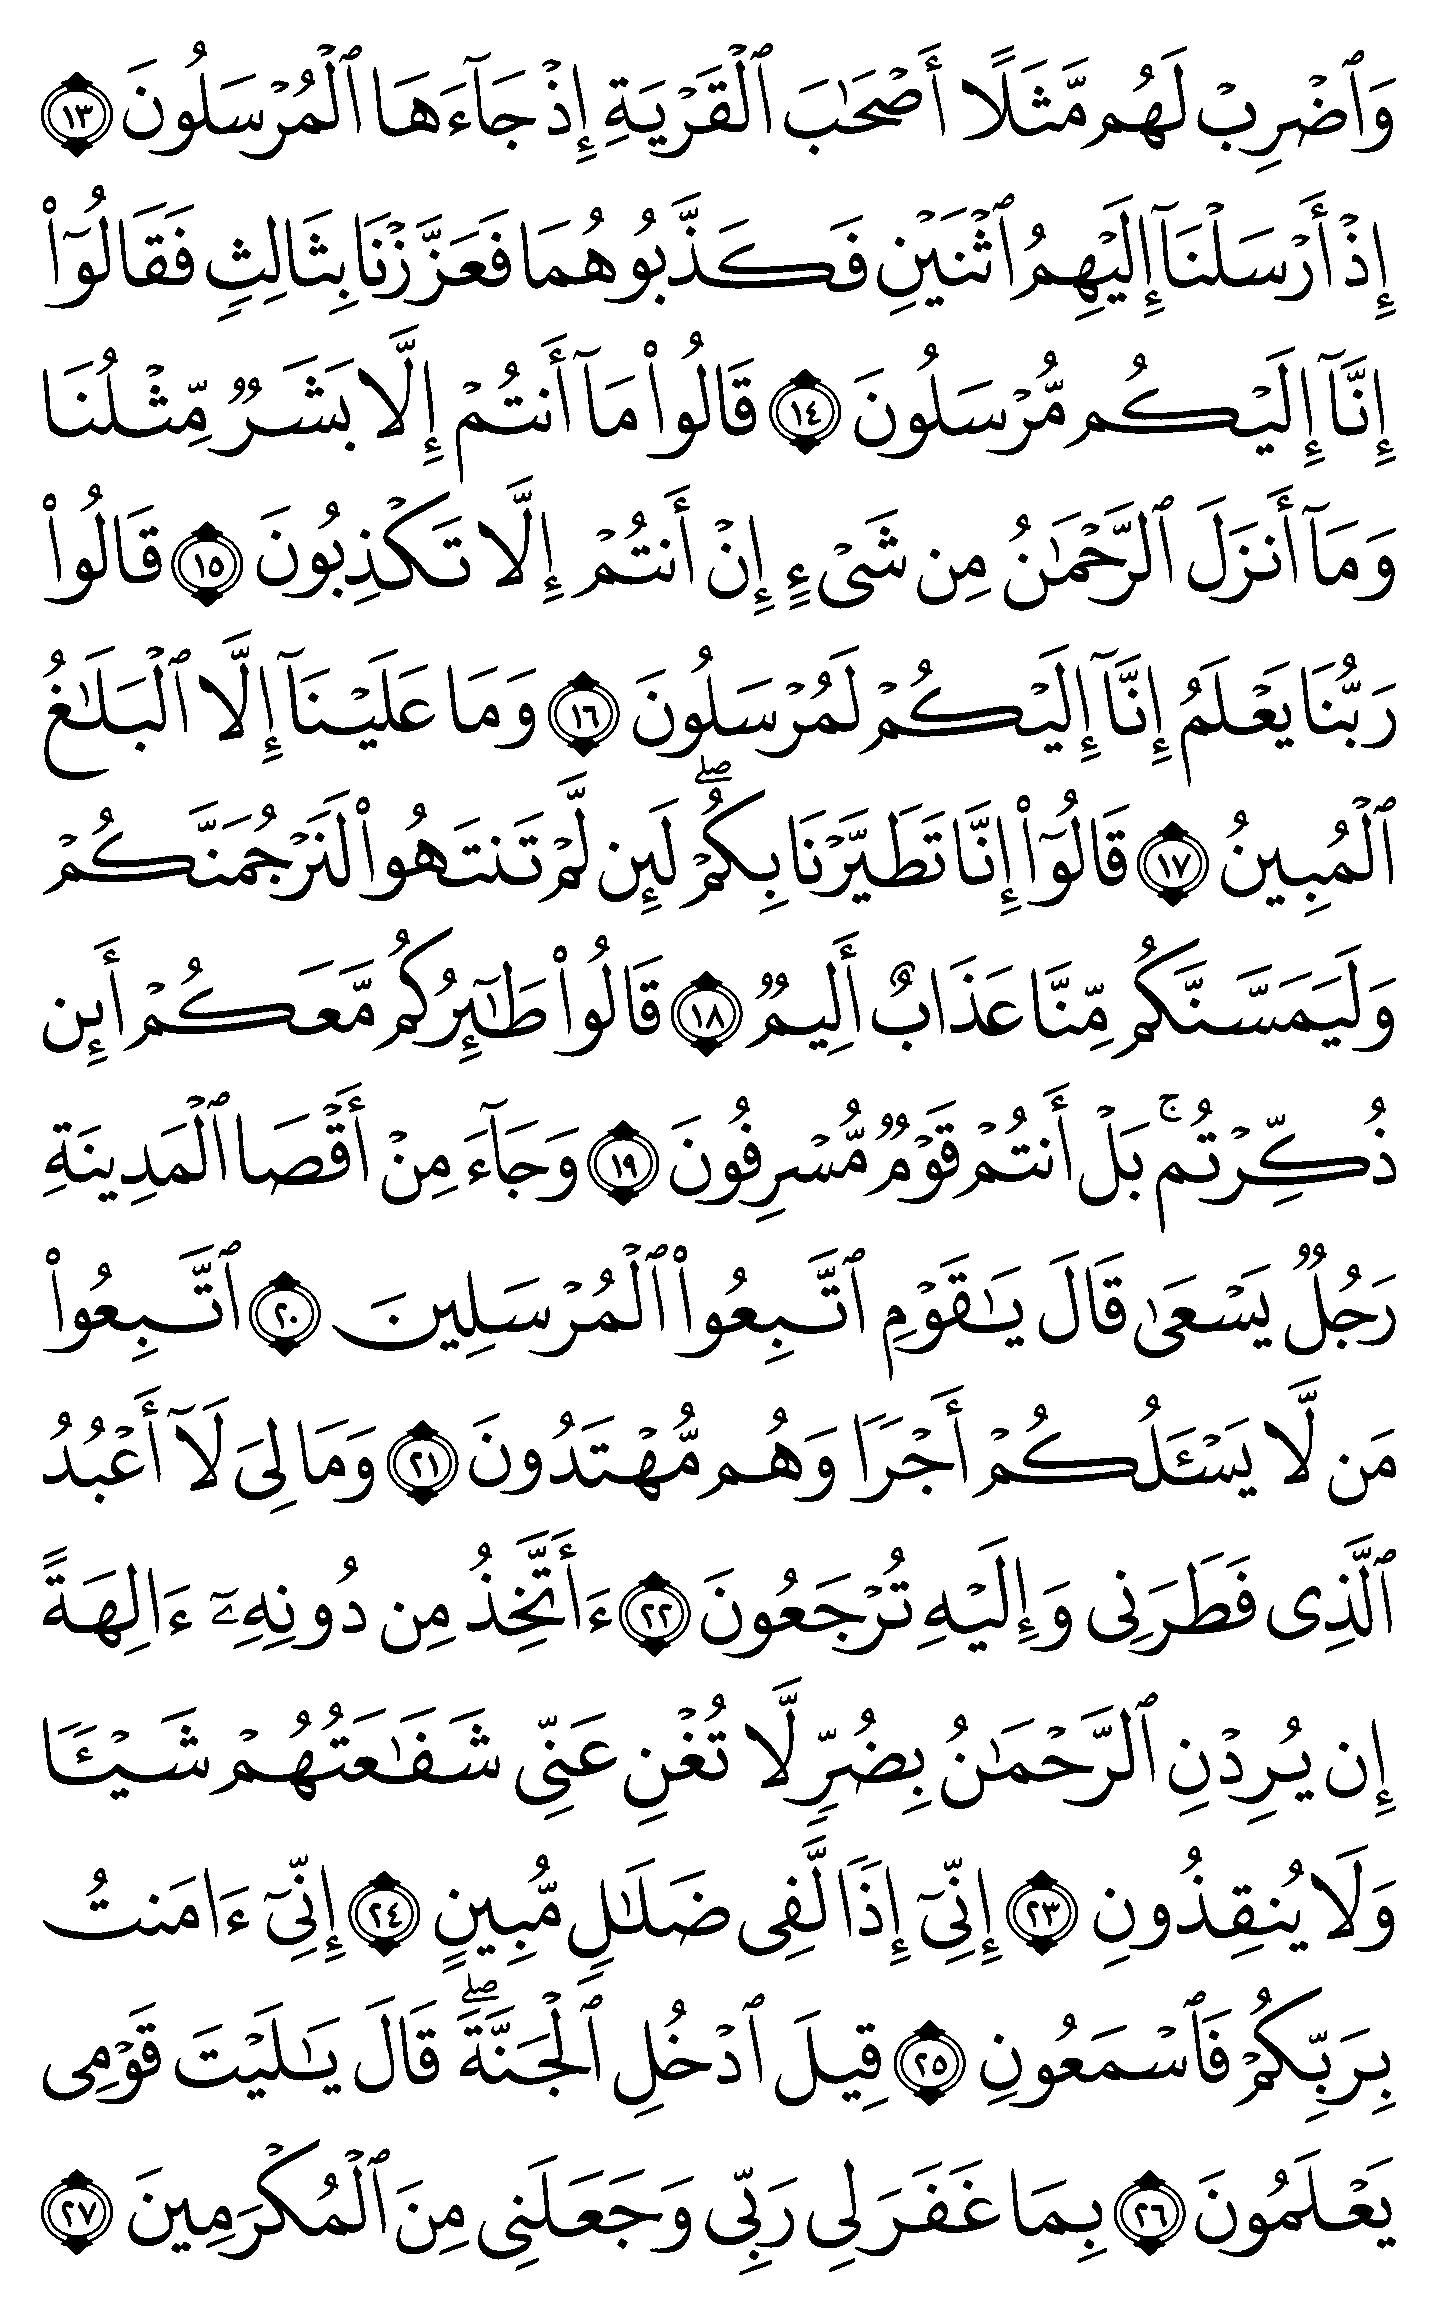 وَٱضْرِبْ لَهُم مَّثَلًا أَصْحَٰبَ ٱلْقَرْيَةِ إِذْ جَآءَهَا ٱلْمُرْسَلُونَ ١٣
إِذْ أَرْسَلْنَآ إِلَيْهِمُ ٱثْنَيْنِ فَكَذَّبُوهُمَا فَعَزَّزْنَا بِثَالِثٍ فَقَالُوٓا۟
إِنَّآ إِلَيْكُم مُّرْسَلُونَ ١٤ قَالُوا۟ مَآ أَنتُمْ إِلَّا بَشَرٌ مِّثْلُنَا
وَمَآ أَنزَلَ ٱلرَّحْمَٰنُ مِن شَىْءٍ إِنْ أَنتُمْ إِلَّا تَكْذِبُونَ ١٥ قَالُوا۟
رَبُّنَا يَعْلَمُ إِنَّآ إِلَيْكُمْ لَمُرْسَلُونَ ١٦ وَمَا عَلَيْنَآ إِلَّا ٱلْبَلَٰغُ
ٱلْمُبِينُ ١٧ قَالُوٓا۟ إِنَّا تَطَيَّرْنَا بِكُمْ ۖ لَئِن لَّمْ تَنتَهُوا۟ لَنَرْجُمَنَّكُمْ
وَلَيَمَسَّنَّكُم مِّنَّا عَذَابٌ أَلِيمٌ ١٨ قَالُوا۟ طَٰٓئِرُكُم مَّعَكُمْ أَئِن
ذُكِّرْتُم ۚ بَلْ أَنتُمْ قَوْمٌ مُّسْرِفُونَ ١٩ وَجَآءَ مِنْ أَقْصَا ٱلْمَدِينَةِ
رَجُلٌ يَسْعَىٰ قَالَ يَٰقَوْمِ ٱتَّبِعُوا۟ ٱلْمُرْسَلِينَ ٢٠ ٱتَّبِعُوا۟
مَن لَّا يَسْـَٔلُكُمْ أَجْرًا وَهُم مُّهْتَدُونَ ٢١ وَمَا لِىَ لَآ أَعْبُدُ
ٱلَّذِى فَطَرَنِى وَإِلَيْهِ تُرْجَعُونَ ٢٢ ءَأَتَّخِذُ مِن دُونِهِۦٓ ءَالِهَةً
إِن يُرِدْنِ ٱلرَّحْمَٰنُ بِضُرٍّ لَّا تُغْنِ عَنِّى شَفَٰعَتُهُمْ شَيْـًٔا
وَلَا يُنقِذُونِ ٢٣ إِنِّىٓ إِذًا لَّفِى ضَلَٰلٍ مُّبِينٍ ٢٤ إِنِّىٓ ءَامَنتُ
بِرَبِّكُمْ فَٱسْمَعُونِ ٢٥ قِيلَ ٱدْخُلِ ٱلْجَنَّةَ ۖ قَالَ يَٰلَيْتَ قَوْمِى
يَعْلَمُونَ ٢٦ بِمَا غَفَرَ لِى رَبِّى وَجَعَلَنِى مِنَ ٱلْمُكْرَمِينَ ٢٧